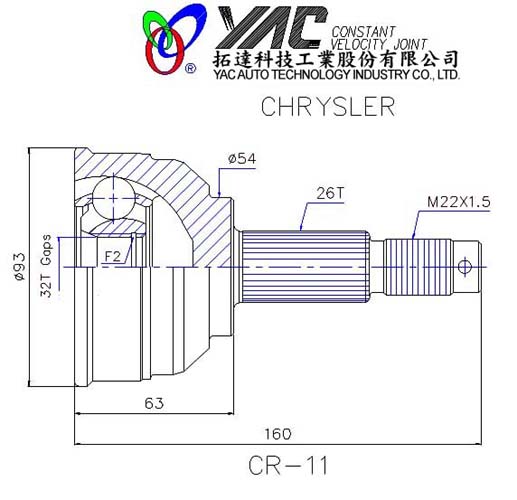 YAC CONSTANT
VELOCITY JOINT
®
拓達科技工業股份有限公司
YAC AUTO TECHNOLOGY INDUSTRY CO., LTD.
CHRYSLER
ø54
26T
M22X1.5
ø93
32T Gaps
F2
63
160
CR-11